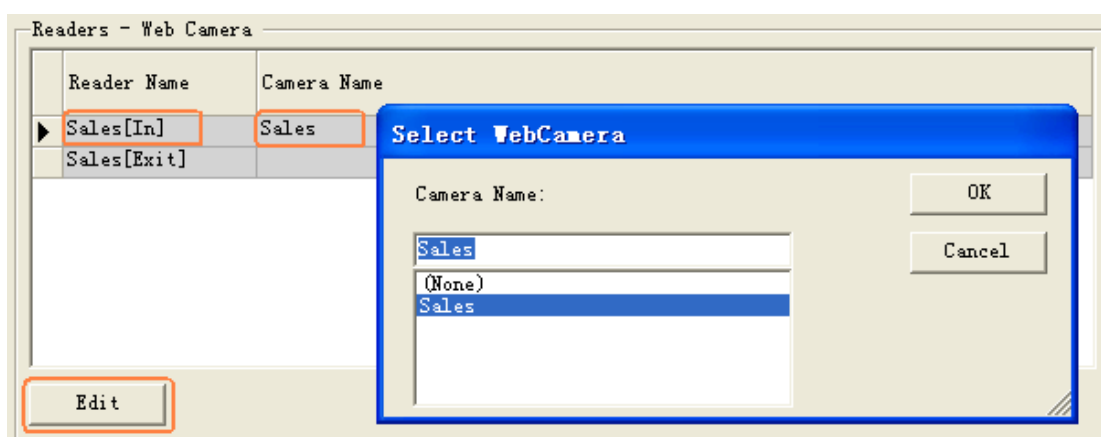 Readers - Web Camera
Reader Name Camera Name
Sales[In] Sales
Sales[Exit]
Select WebCamera
Camera Name:
OK
Sales
Cancel
(None)
Sales
Edit